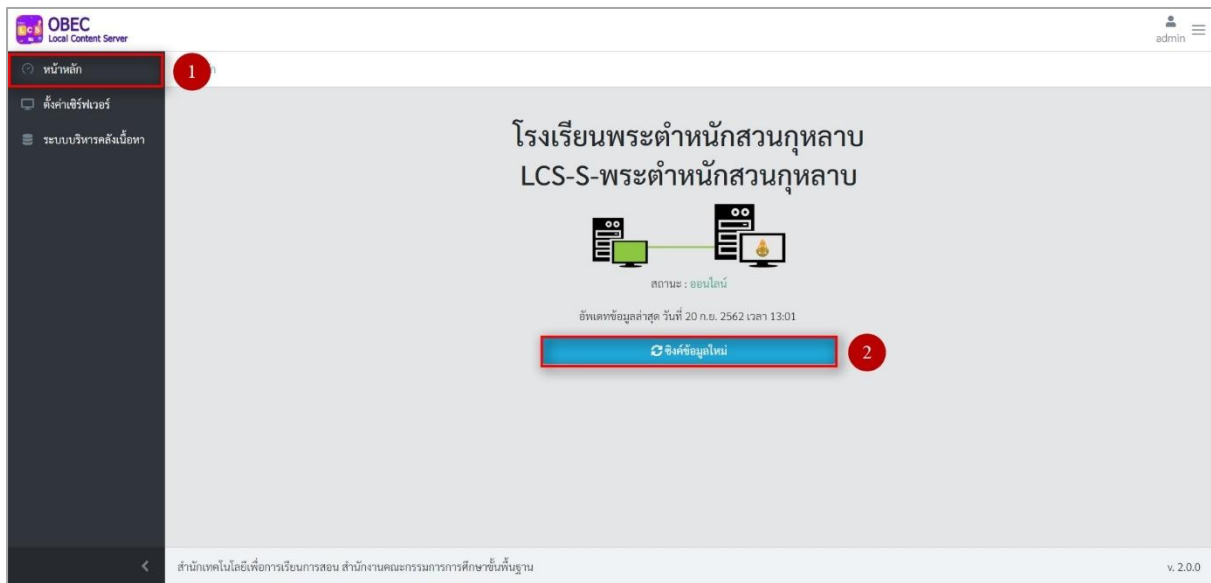 OBEC
Local Content Server
admin
หน้าหลัก
1
ตั้งค่าเซิร์ฟเวอร์
ระบบบริหารคลังเนื้อหา
โรงเรียนพระตำหนักสวนกุหลาบ
LCS-S-พระตำหนักสวนกุหลาบ
สถานะ : ออนไลน์
อัพเดทข้อมูลล่าสุด วันที่ 20 ก.ย. 2562 เวลา 13:01
ซิงค์ข้อมูลใหม่
2
สำนักเทคโนโลยีเพื่อการเรียนการสอน สำนักงานคณะกรรมการการศึกษาขั้นพื้นฐาน
v. 2.0.0